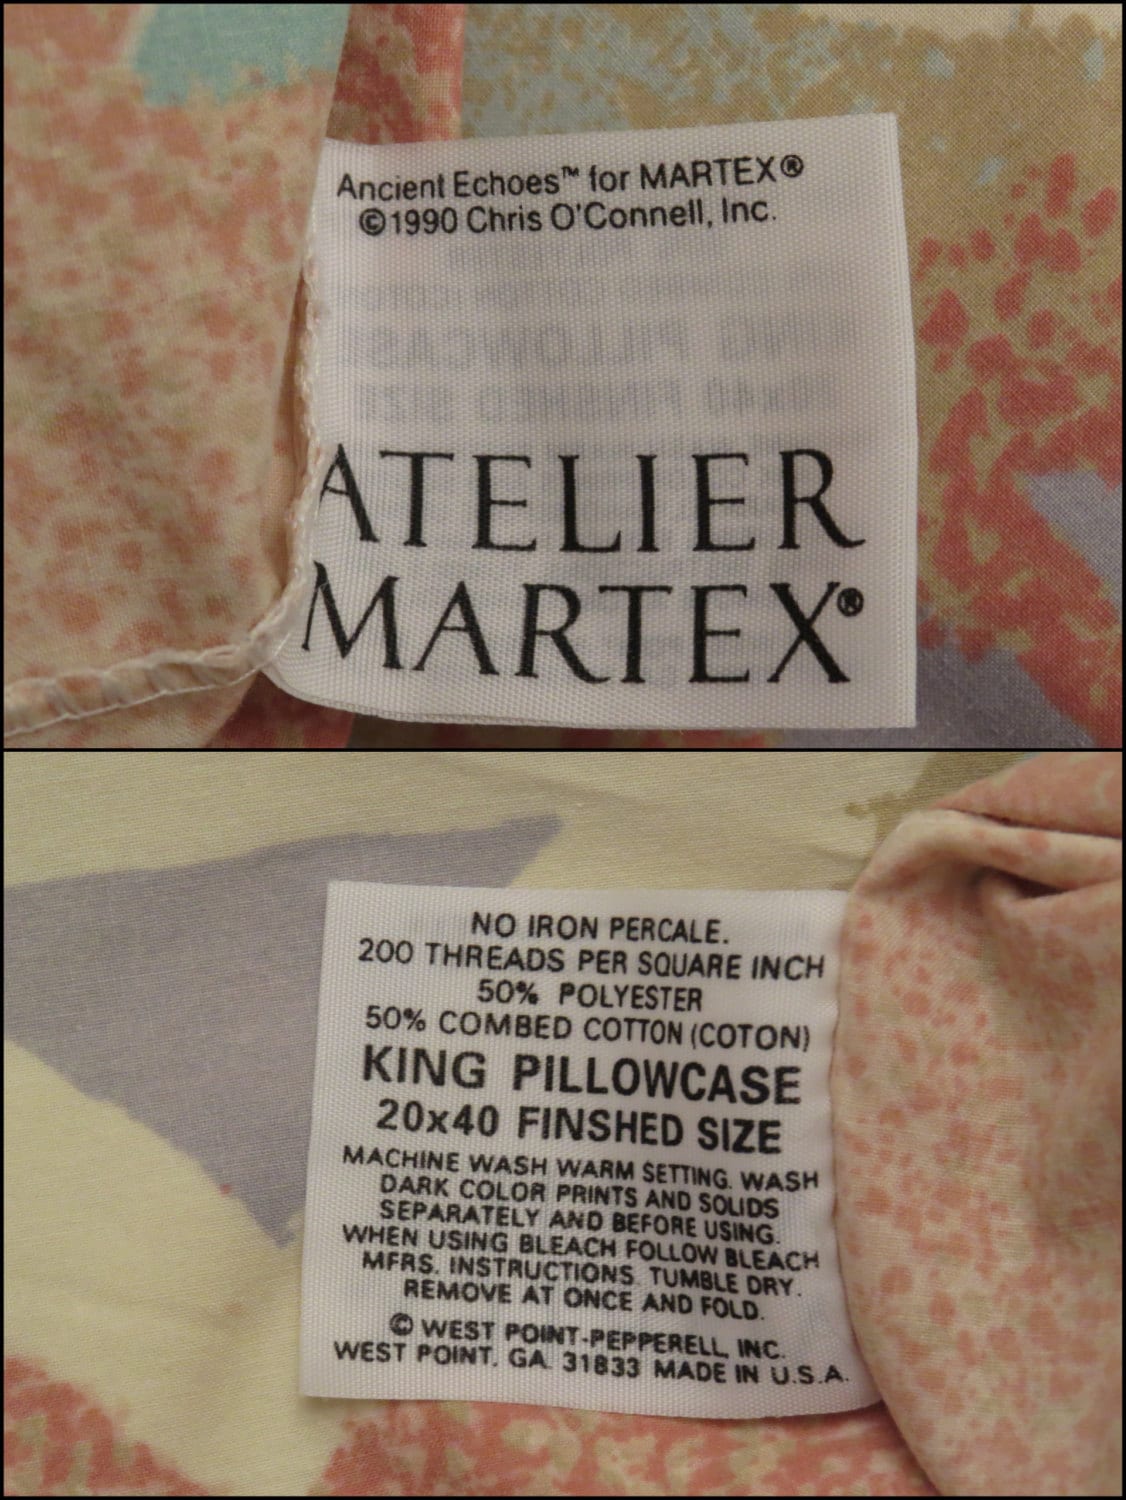 Ancient Echoes™ for MARTEX®
©1990 Chris O'Connell, Inc.
ATELIER
MARTEX®
NO IRON PERCALE.
200 THREADS PER SQUARE INCH
50% POLYESTER
50% COMBED COTTON (COTON)
KING PILLOWCASE
20x40 FINSHED SIZE
MACHINE WASH WARM SETTING. WASH
DARK COLOR PRINTS AND SOLIDS
SEPARATELY AND BEFORE USING.
WHEN USING BLEACH FOLLOW BLEACH
MFRS. INSTRUCTIONS. TUMBLE DRY.
REMOVE AT ONCE AND FOLD.
© WEST POINT-PEPPERELL, INC.
WEST POINT, GA. 31833 MADE IN U.S.A.